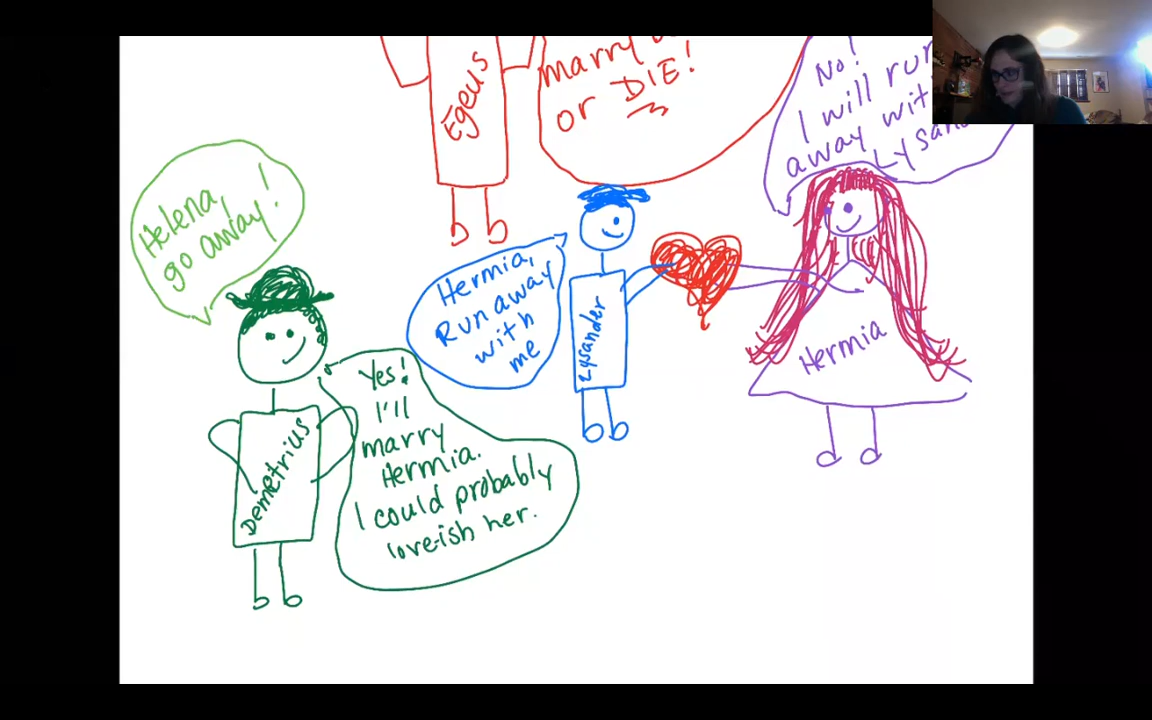 Egeus
marry
or DIE!
No!
I will run
away with
Lysander
Helena,
go away!
Hermia,
Run away
with
me
Lysander
Hermia
Yes!
I'll
marry
Hermia.
I could probably
love-ish her.
Demetrius